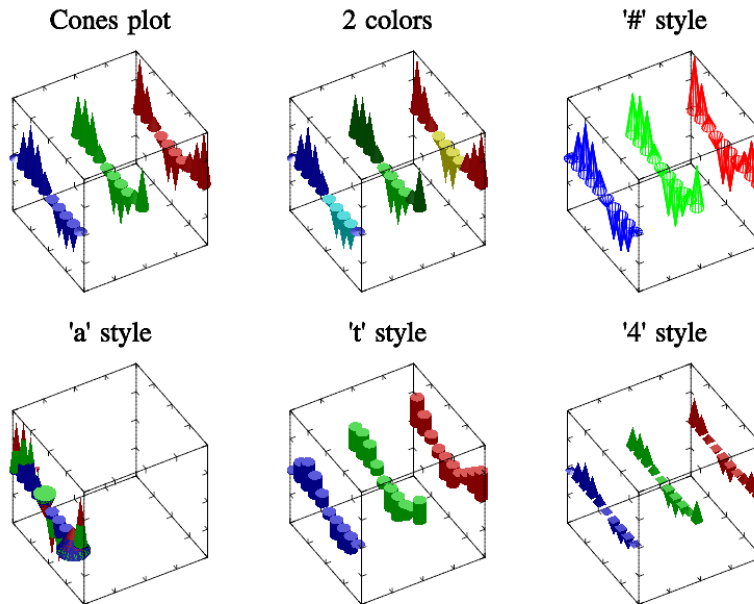 Cones plot
2 colors
'#' style
'a' style
't' style
'4' style